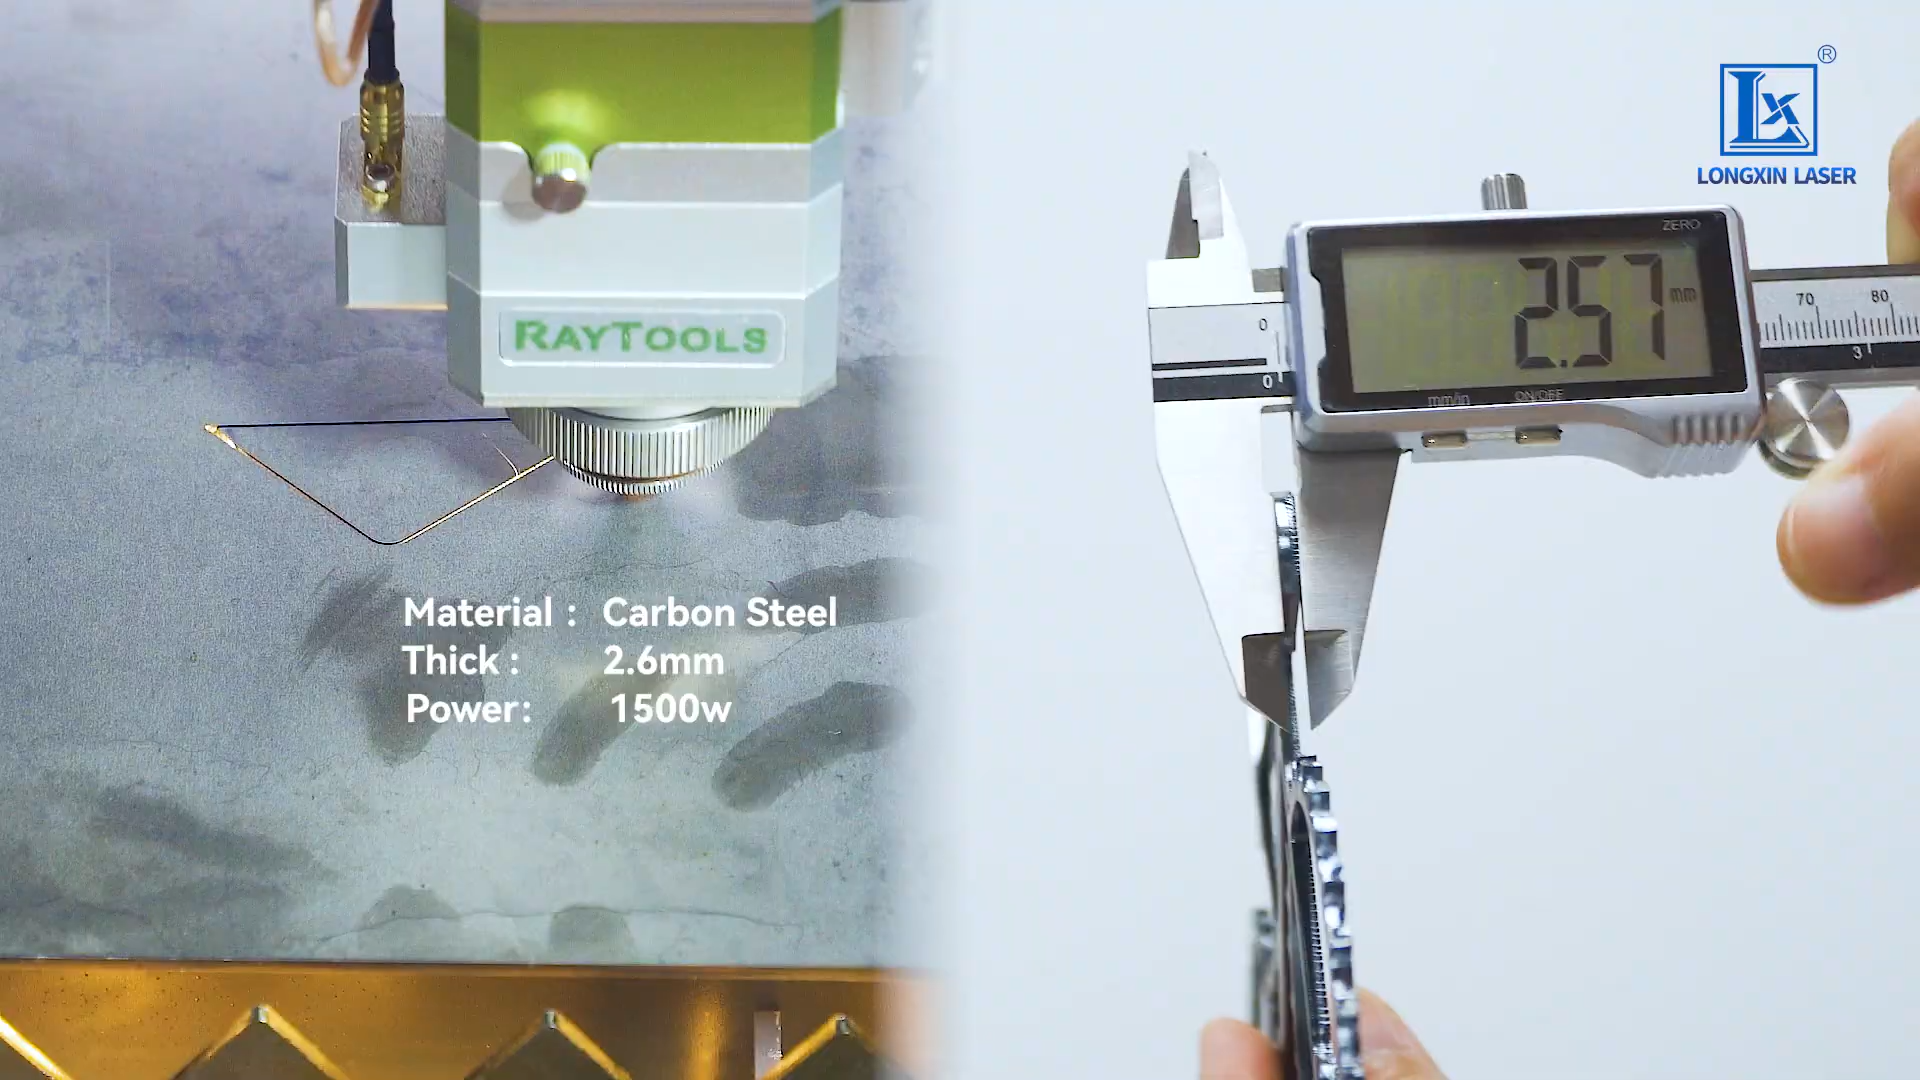 RAYTOOLS
Material : Carbon Steel
Thick : 2.6mm
Power: 1500w
LX
®
LONGXIN LASER
ZERO
2.57 mm
mm/in ON/OFF
70 80
3
0
0